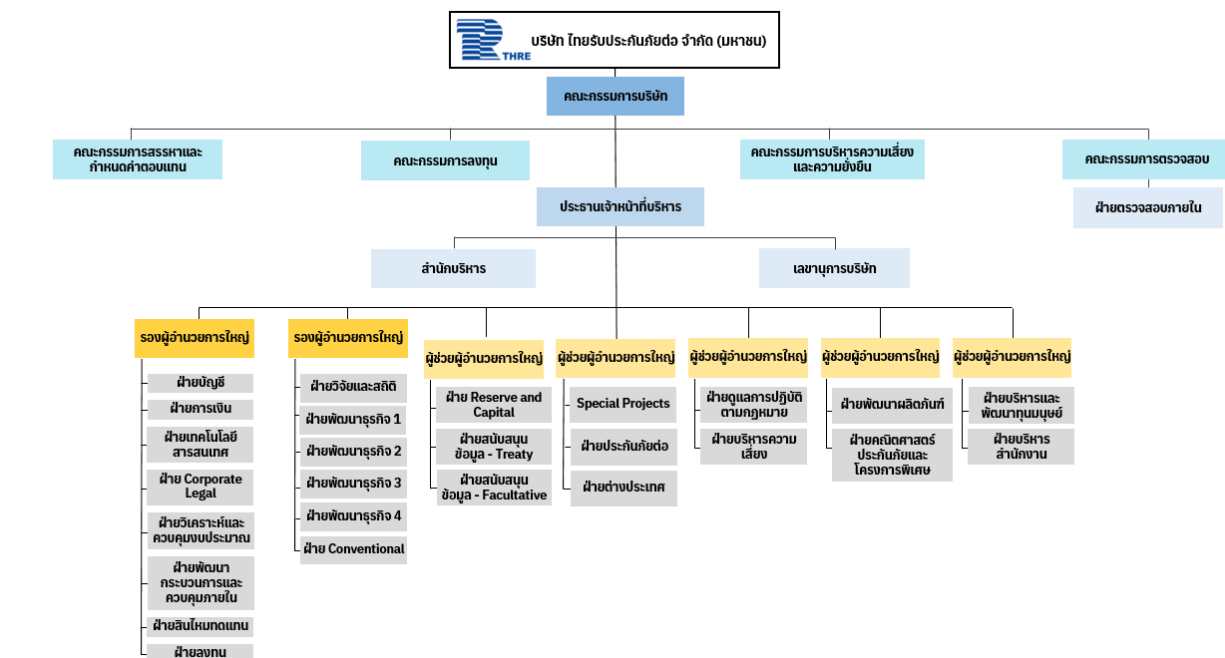 THRE
บริษัท ไทยรับประกันภัยต่อ จำกัด (มหาชน)
คณะกรรมการบริษัท
คณะกรรมการสรรหาและ
กำหนดค่าตอบแทน
คณะกรรมการลงทุน
คณะกรรมการบริหารความเสี่ยง
และความยั่งยืน
คณะกรรมการตรวจสอบ
ฝ่ายตรวจสอบภายใน
ประธานเจ้าหน้าที่บริหาร
สำนักบริหาร
เลขานุการบริษัท
รองผู้อำนวยการใหญ่
ฝ่ายบัญชี
ฝ่ายการเงิน
ฝ่ายเทคโนโลยี
สารสนเทศ
ฝ่าย Corporate
Legal
ฝ่ายวิเคราะห์และ
ควบคุมงบประมาณ
ฝ่ายพัฒนา
กระบวนการและ
ควบคุมภายใน
ฝ่ายสินไหมทดแทน
ฝ่ายลงทุน
รองผู้อำนวยการใหญ่
ฝ่ายวิจัยและสถิติ
ฝ่ายพัฒนาธุรกิจ 1
ฝ่ายพัฒนาธุรกิจ 2
ฝ่ายพัฒนาธุรกิจ 3
ฝ่ายพัฒนาธุรกิจ 4
ฝ่าย Conventional
ผู้ช่วยผู้อำนวยการใหญ่
ฝ่าย Reserve and
Capital
ฝ่ายสนับสนุน
ข้อมูล - Treaty
ฝ่ายสนับสนุน
ข้อมูล - Facultative
ผู้ช่วยผู้อำนวยการใหญ่
Special Projects
ฝ่ายประกันภัยต่อ
ฝ่ายต่างประเทศ
ผู้ช่วยผู้อำนวยการใหญ่
ฝ่ายดูแลการปฏิบัติ
ตามกฎหมาย
ฝ่ายบริหารความ
เสี่ยง
ผู้ช่วยผู้อำนวยการใหญ่
ฝ่ายพัฒนาผลิตภัณฑ์
ฝ่ายคณิตศาสตร์
ประกันภัยและ
โครงการพิเศษ
ผู้ช่วยผู้อำนวยการใหญ่
ฝ่ายบริหารและ
พัฒนาทุนมนุษย์
ฝ่ายบริหาร
สำนักงาน